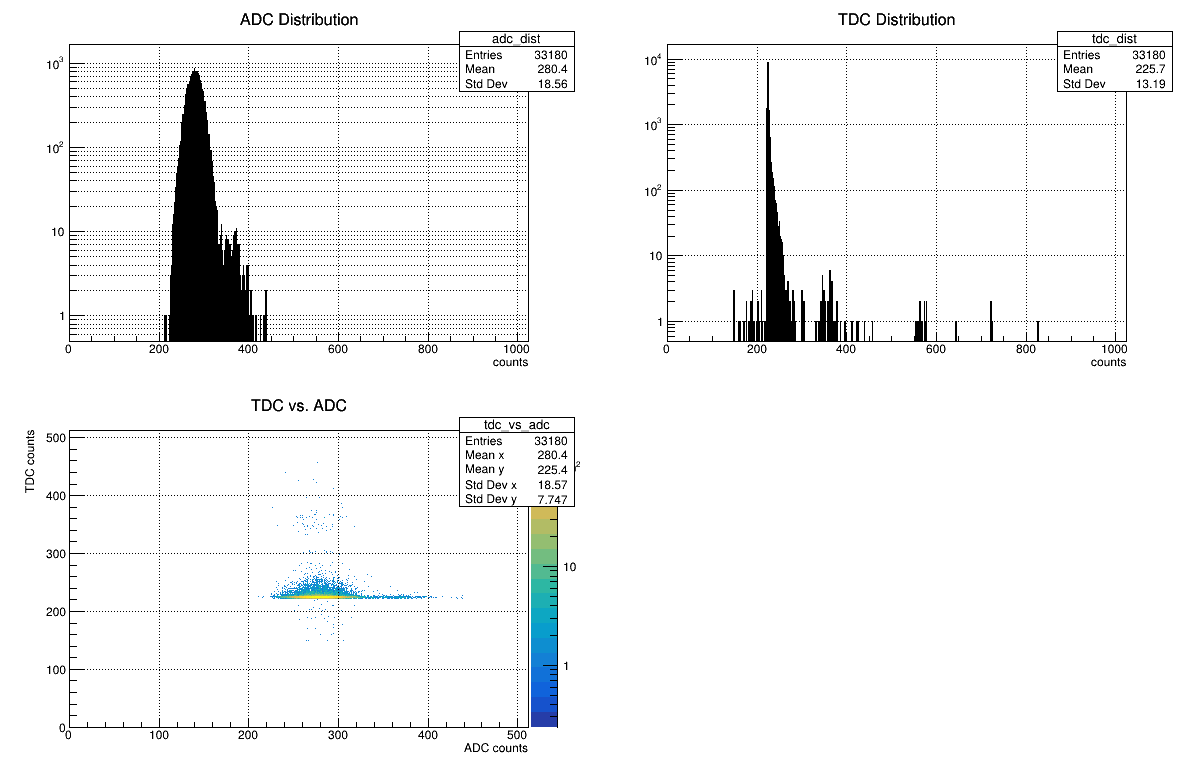 ADC Distribution
adc_dist
Entries 33180
Mean 280.4
Std Dev 18.56
10³
10²
10
1
0 200 400 600 800 1000
counts
TDC Distribution
tdc_dist
Entries 33180
Mean 225.7
Std Dev 13.19
10⁴
10³
10²
10
1
0 200 400 600 800 1000
counts
TDC vs. ADC
tdc_vs_adc
Entries 33180
Mean x 280.4
Mean y 225.4
Std Dev x 18.57
Std Dev y 7.747
TDC counts
500
400
300
200
100
0
0 100 200 300 400 500
ADC counts
2
10
1